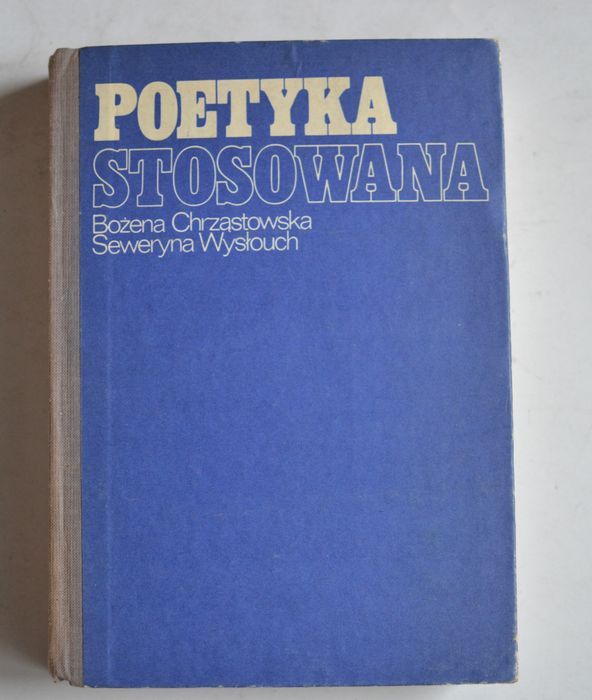 POETYKA
STOSOWANA
Bożena Chrząstowska
Seweryna Wysłouch